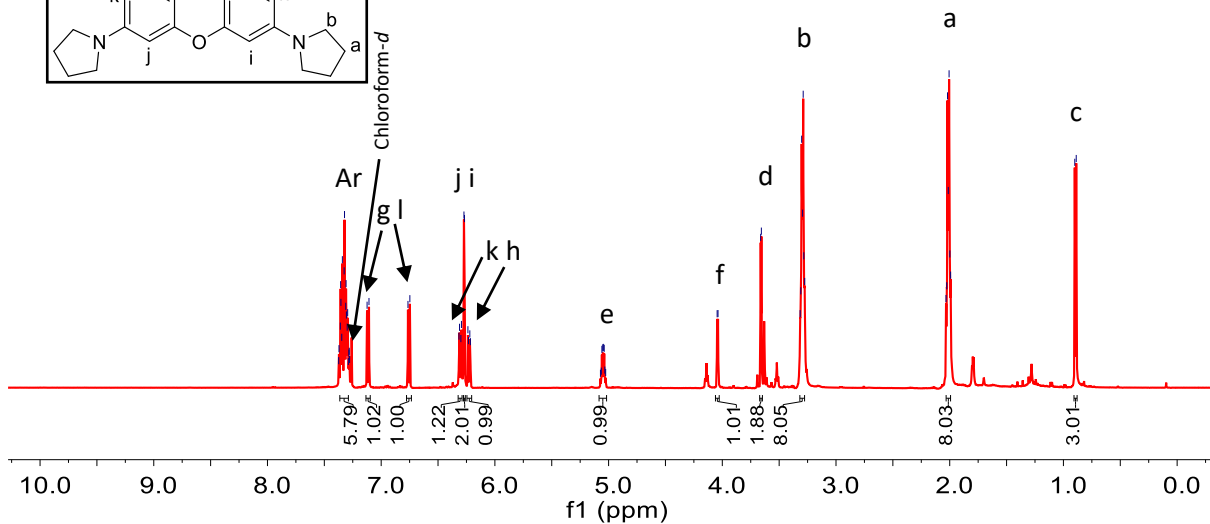 k
b
N
O
N
a
j
i
Chloroform-d
a
b
c
Ar
j i
d
g l
k h
f
e
5.79
1.02
1.00
1.22
2.01
0.99
0.99
1.01
1.88
8.05
8.03
3.01
10.0 9.0 8.0 7.0 6.0 5.0 4.0 3.0 2.0 1.0 0.0
f1 (ppm)